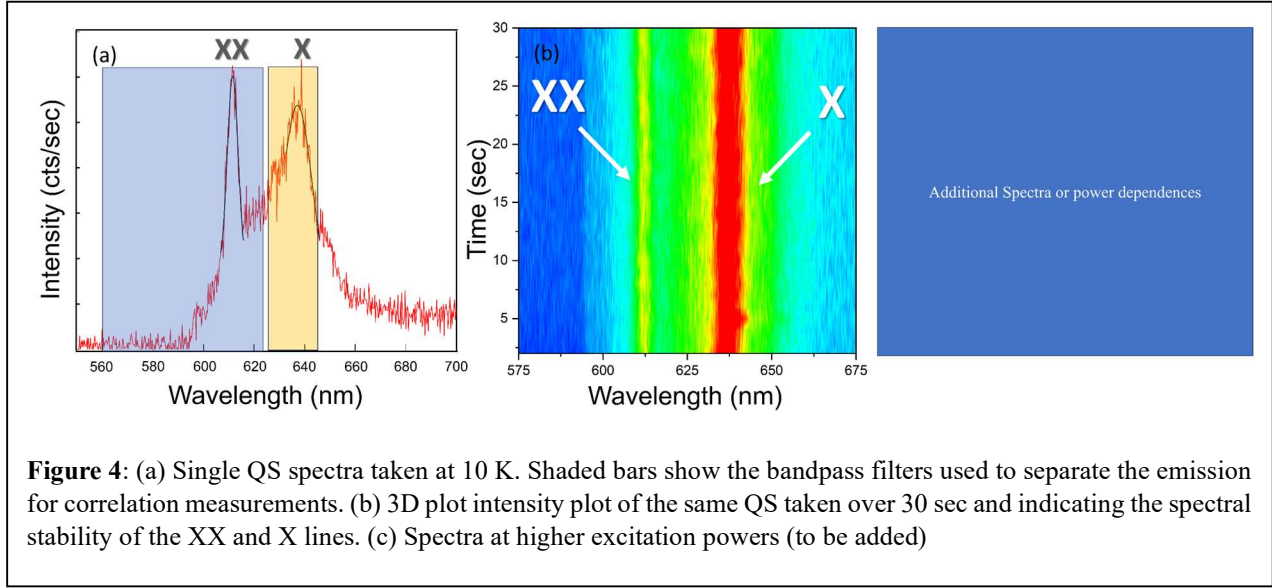 (a)
XX
X
Intensity (cts/sec)
560 580 600 620 640 660 680 700
Wavelength (nm)
(b)
XX
X
Time (sec)
30
25
20
15
10
5
575 600 625 650 675
Wavelength (nm)
Additional Spectra or power dependences
Figure 4: (a) Single QS spectra taken at 10 K. Shaded bars show the bandpass filters used to separate the emission
for correlation measurements. (b) 3D plot intensity plot of the same QS taken over 30 sec and indicating the spectral
stability of the XX and X lines. (c) Spectra at higher excitation powers (to be added)